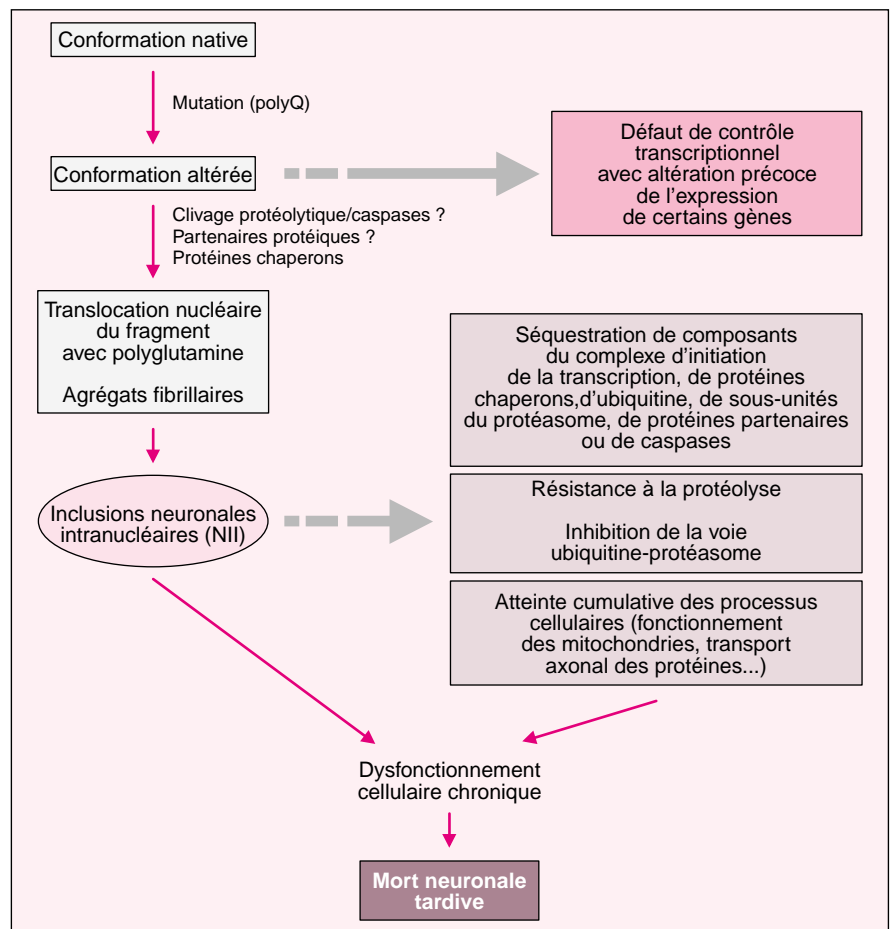 Conformation native
Mutation (polyQ)
Conformation altérée
Défaut de contrôle
transcriptionnel
avec altération précoce
de l'expression
de certains gènes
Clivage protéolytique/caspases ?
Partenaires protéiques ?
Protéines chaperons
Translocation nucléaire
du fragment
avec polyglutamine
Agrégats fibrillaires
Séquestration de composants
du complexe d'initiation
de la transcription, de protéines
chaperons,d'ubiquitine, de sous-unités
du protéasome, de protéines partenaires
ou de caspases
Inclusions neuronales
intranucléaires (NII)
Résistance à la protéolyse
Inhibition de la voie
ubiquitine-protéasome
Atteinte cumulative des processus
cellulaires (fonctionnement
des mitochondries, transport
axonal des protéines...)
Dysfonctionnement
cellulaire chronique
Mort neuronale
tardive